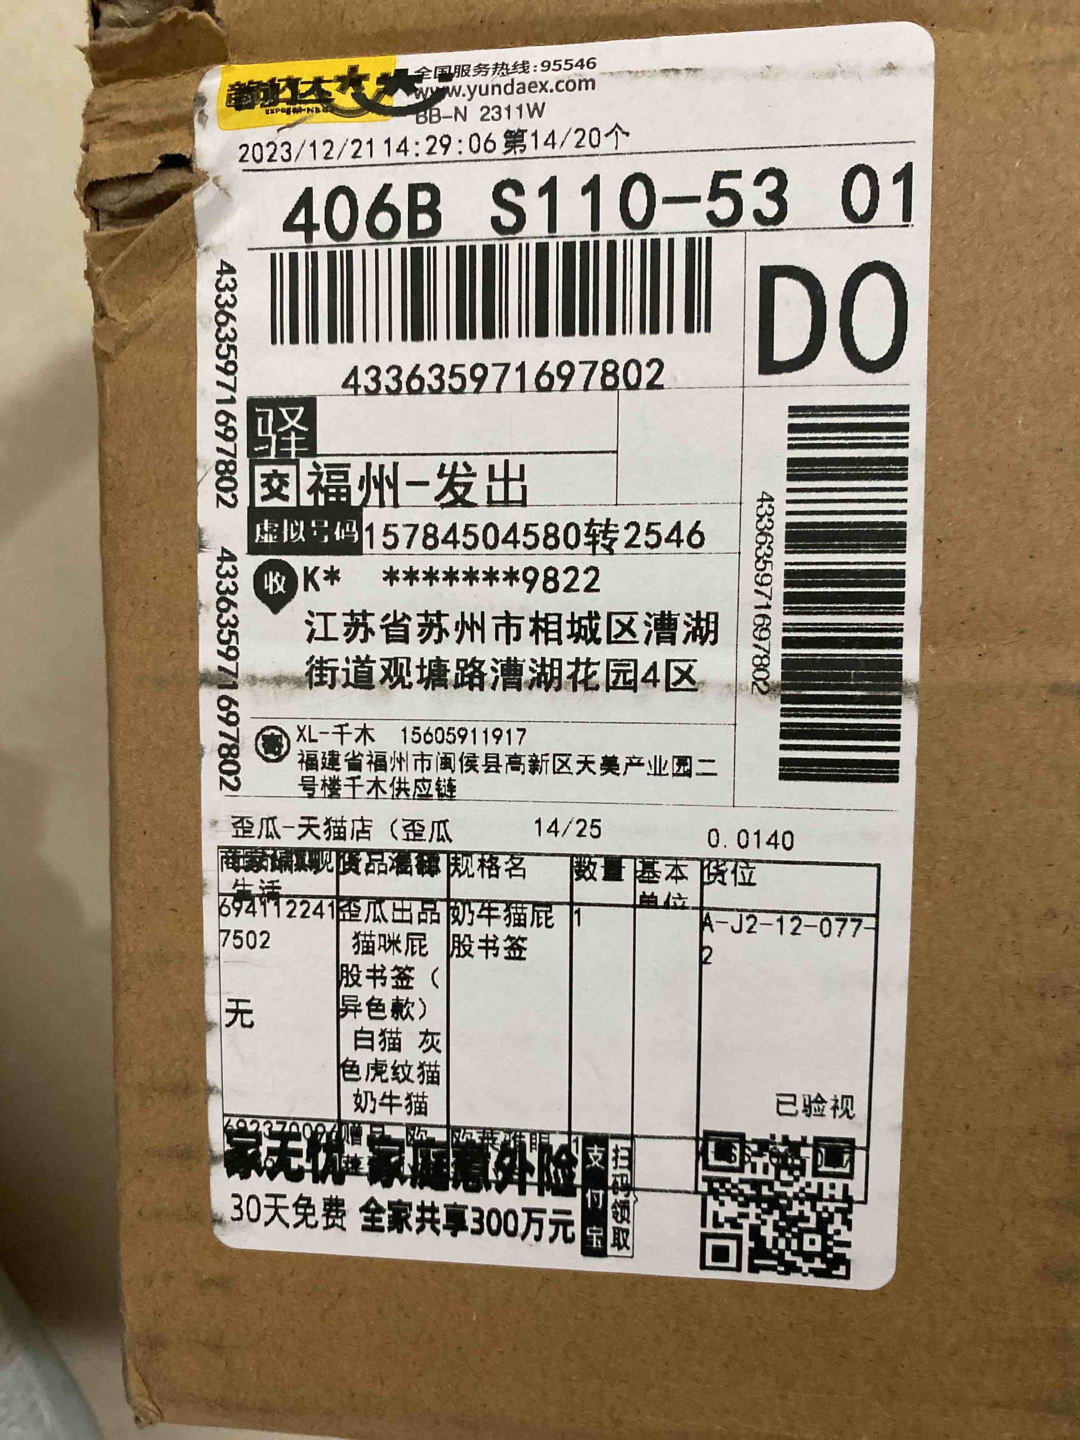 全国服务热线:95546
www.yundaex.com
BB-N 2311W
2023/12/21 14:29:06 第14/20个
406B S110-53 01
DO
433635971697802
433635971697802
433635971697802
433635971697802
驿
交 福州-发出
虚拟号码 15784504580转2546
收 K* *******9822
江苏省苏州市相城区漕湖
街道观塘路漕湖花园4区
寄 XL-千木 15605911917
福建省福州市闽侯县高新区天美产业园二
号楼千木供应链
歪瓜-天猫店（歪瓜 14/25 0.0140
规格名 数量 基本 货位
生活 单位
694112241 歪瓜出品 奶牛猫屁 1 A-J2-12-077-
7502 猫咪屁 股书签 2
股书签（
无 异色款）
白猫 灰
色虎纹猫
奶牛猫
已验视
家无忧 家庭意外险
30天免费 全家共享300万元
支付宝
扫码领取